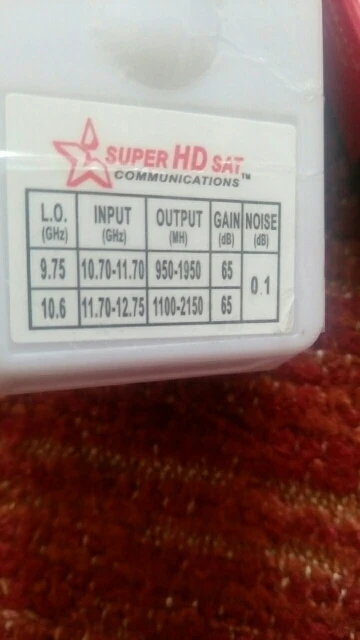 SUPER HD SAT
COMMUNICATIONS™
L.O. INPUT OUTPUT GAIN NOISE
(GHz) (GHz) (MH) (dB) (dB)
9.75 10.70-11.70 950-1950 65 0.1
10.6 11.70-12.75 1100-2150 65